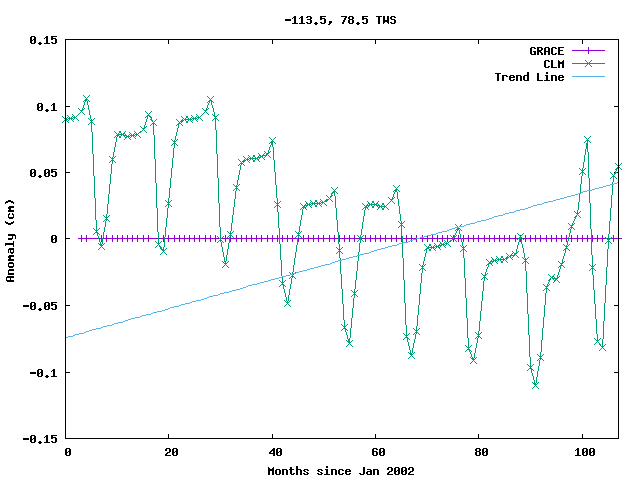 -113.5, 78.5 TWS
0.15
0.1
0.05
0
-0.05
-0.1
-0.15
Anomaly (cm)
GRACE
CLM
Trend Line
0 20 40 60 80 100
Months since Jan 2002